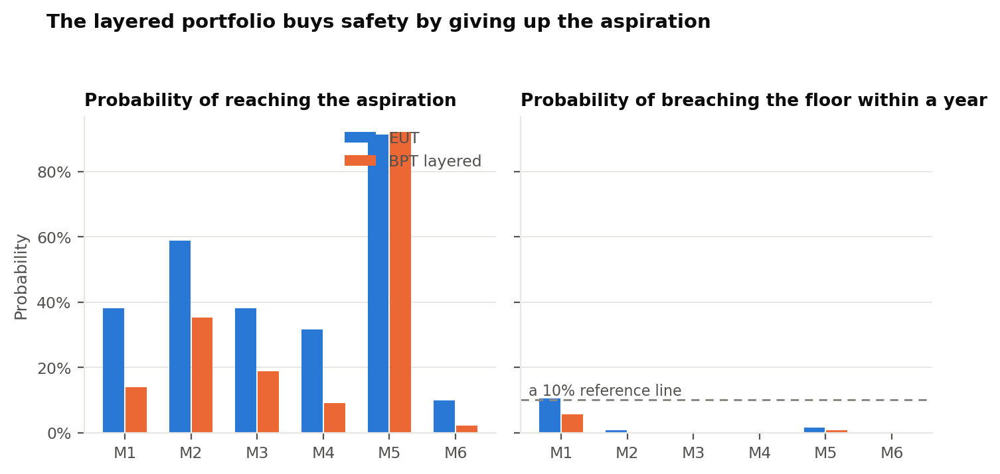 The layered portfolio buys safety by giving up the aspiration
Probability of reaching the aspiration
Probability
80%
60%
40%
20%
0%
EUT
BPT layered
M1 M2 M3 M4 M5 M6
Probability of breaching the floor within a year
a 10% reference line
M1 M2 M3 M4 M5 M6